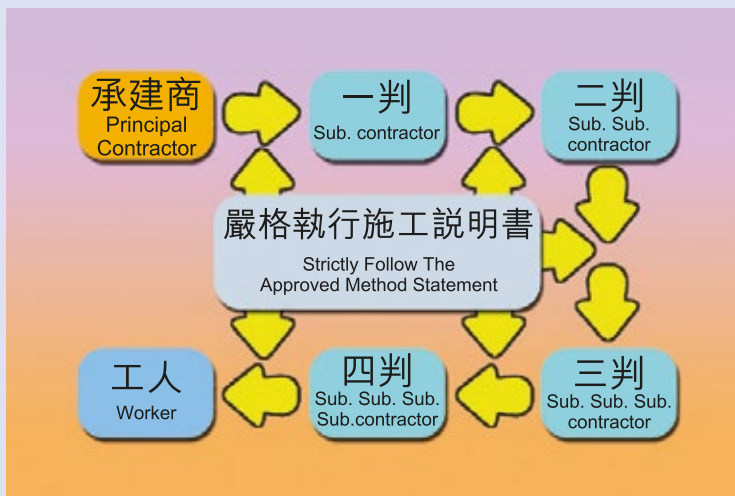 承建商
Principal
Contractor
一判
Sub. contractor
二判
Sub. Sub.
contractor
嚴格執行施工説明書
Strictly Follow The
Approved Method Statement
工人
Worker
四判
Sub. Sub. Sub.
Sub.contractor
三判
Sub. Sub. Sub.
contractor